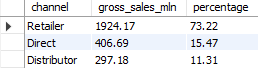 channel gross_sales_mln percentage
Retailer 1924.17 73.22
Direct 406.69 15.47
Distributor 297.18 11.31